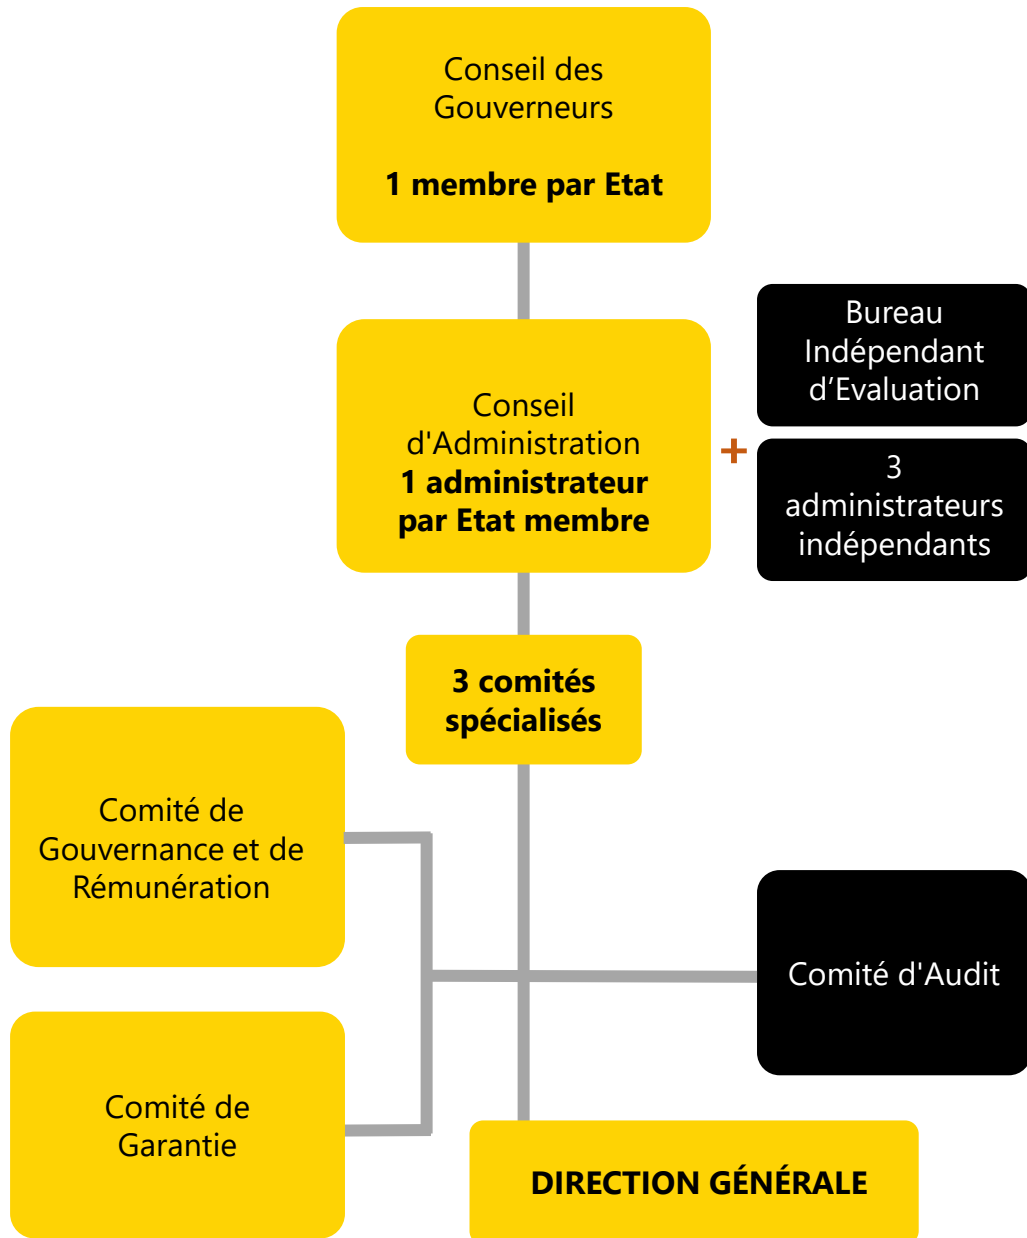 Conseil des
Gouverneurs
1 membre par Etat
Bureau
Indépendant
d’Evaluation
Conseil
d'Administration
1 administrateur
par Etat membre
+
3
administrateurs
indépendants
3 comités
spécialisés
Comité de
Gouvernance et de
Rémunération
Comité d'Audit
Comité de
Garantie
DIRECTION GÉNÉRALE